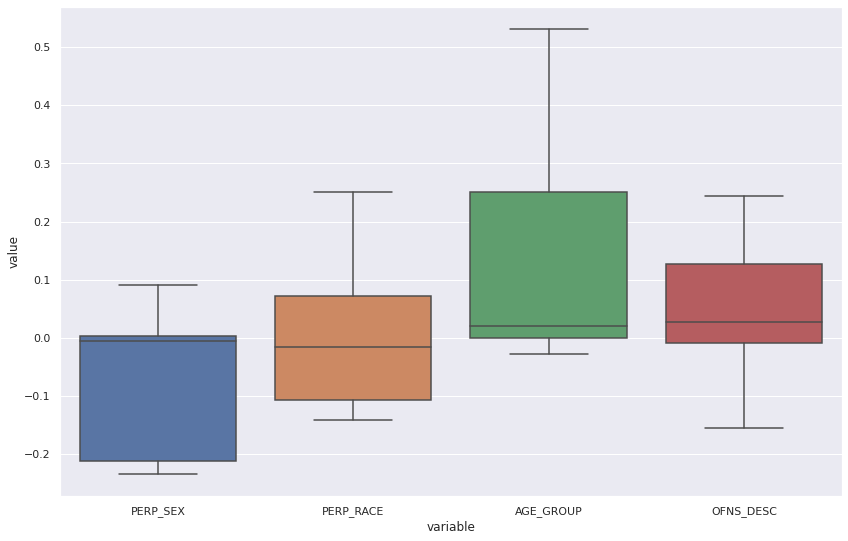 0.5
0.4
0.3
0.2
0.1
0.0
−0.1
−0.2
value
PERP_SEX
PERP_RACE
AGE_GROUP
OFNS_DESC
variable